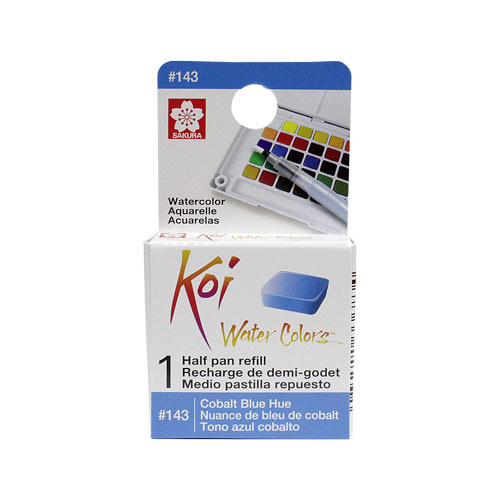 #143
SAKURA
Watercolor
Aquarelle
Acuarelas
Koi
Water Colors™
1 Half pan refill
Recharge de demi-godet
Medio pastilla repuesto
#143 Cobalt Blue Hue
Nuance de bleu de cobalt
Tono azul cobalto